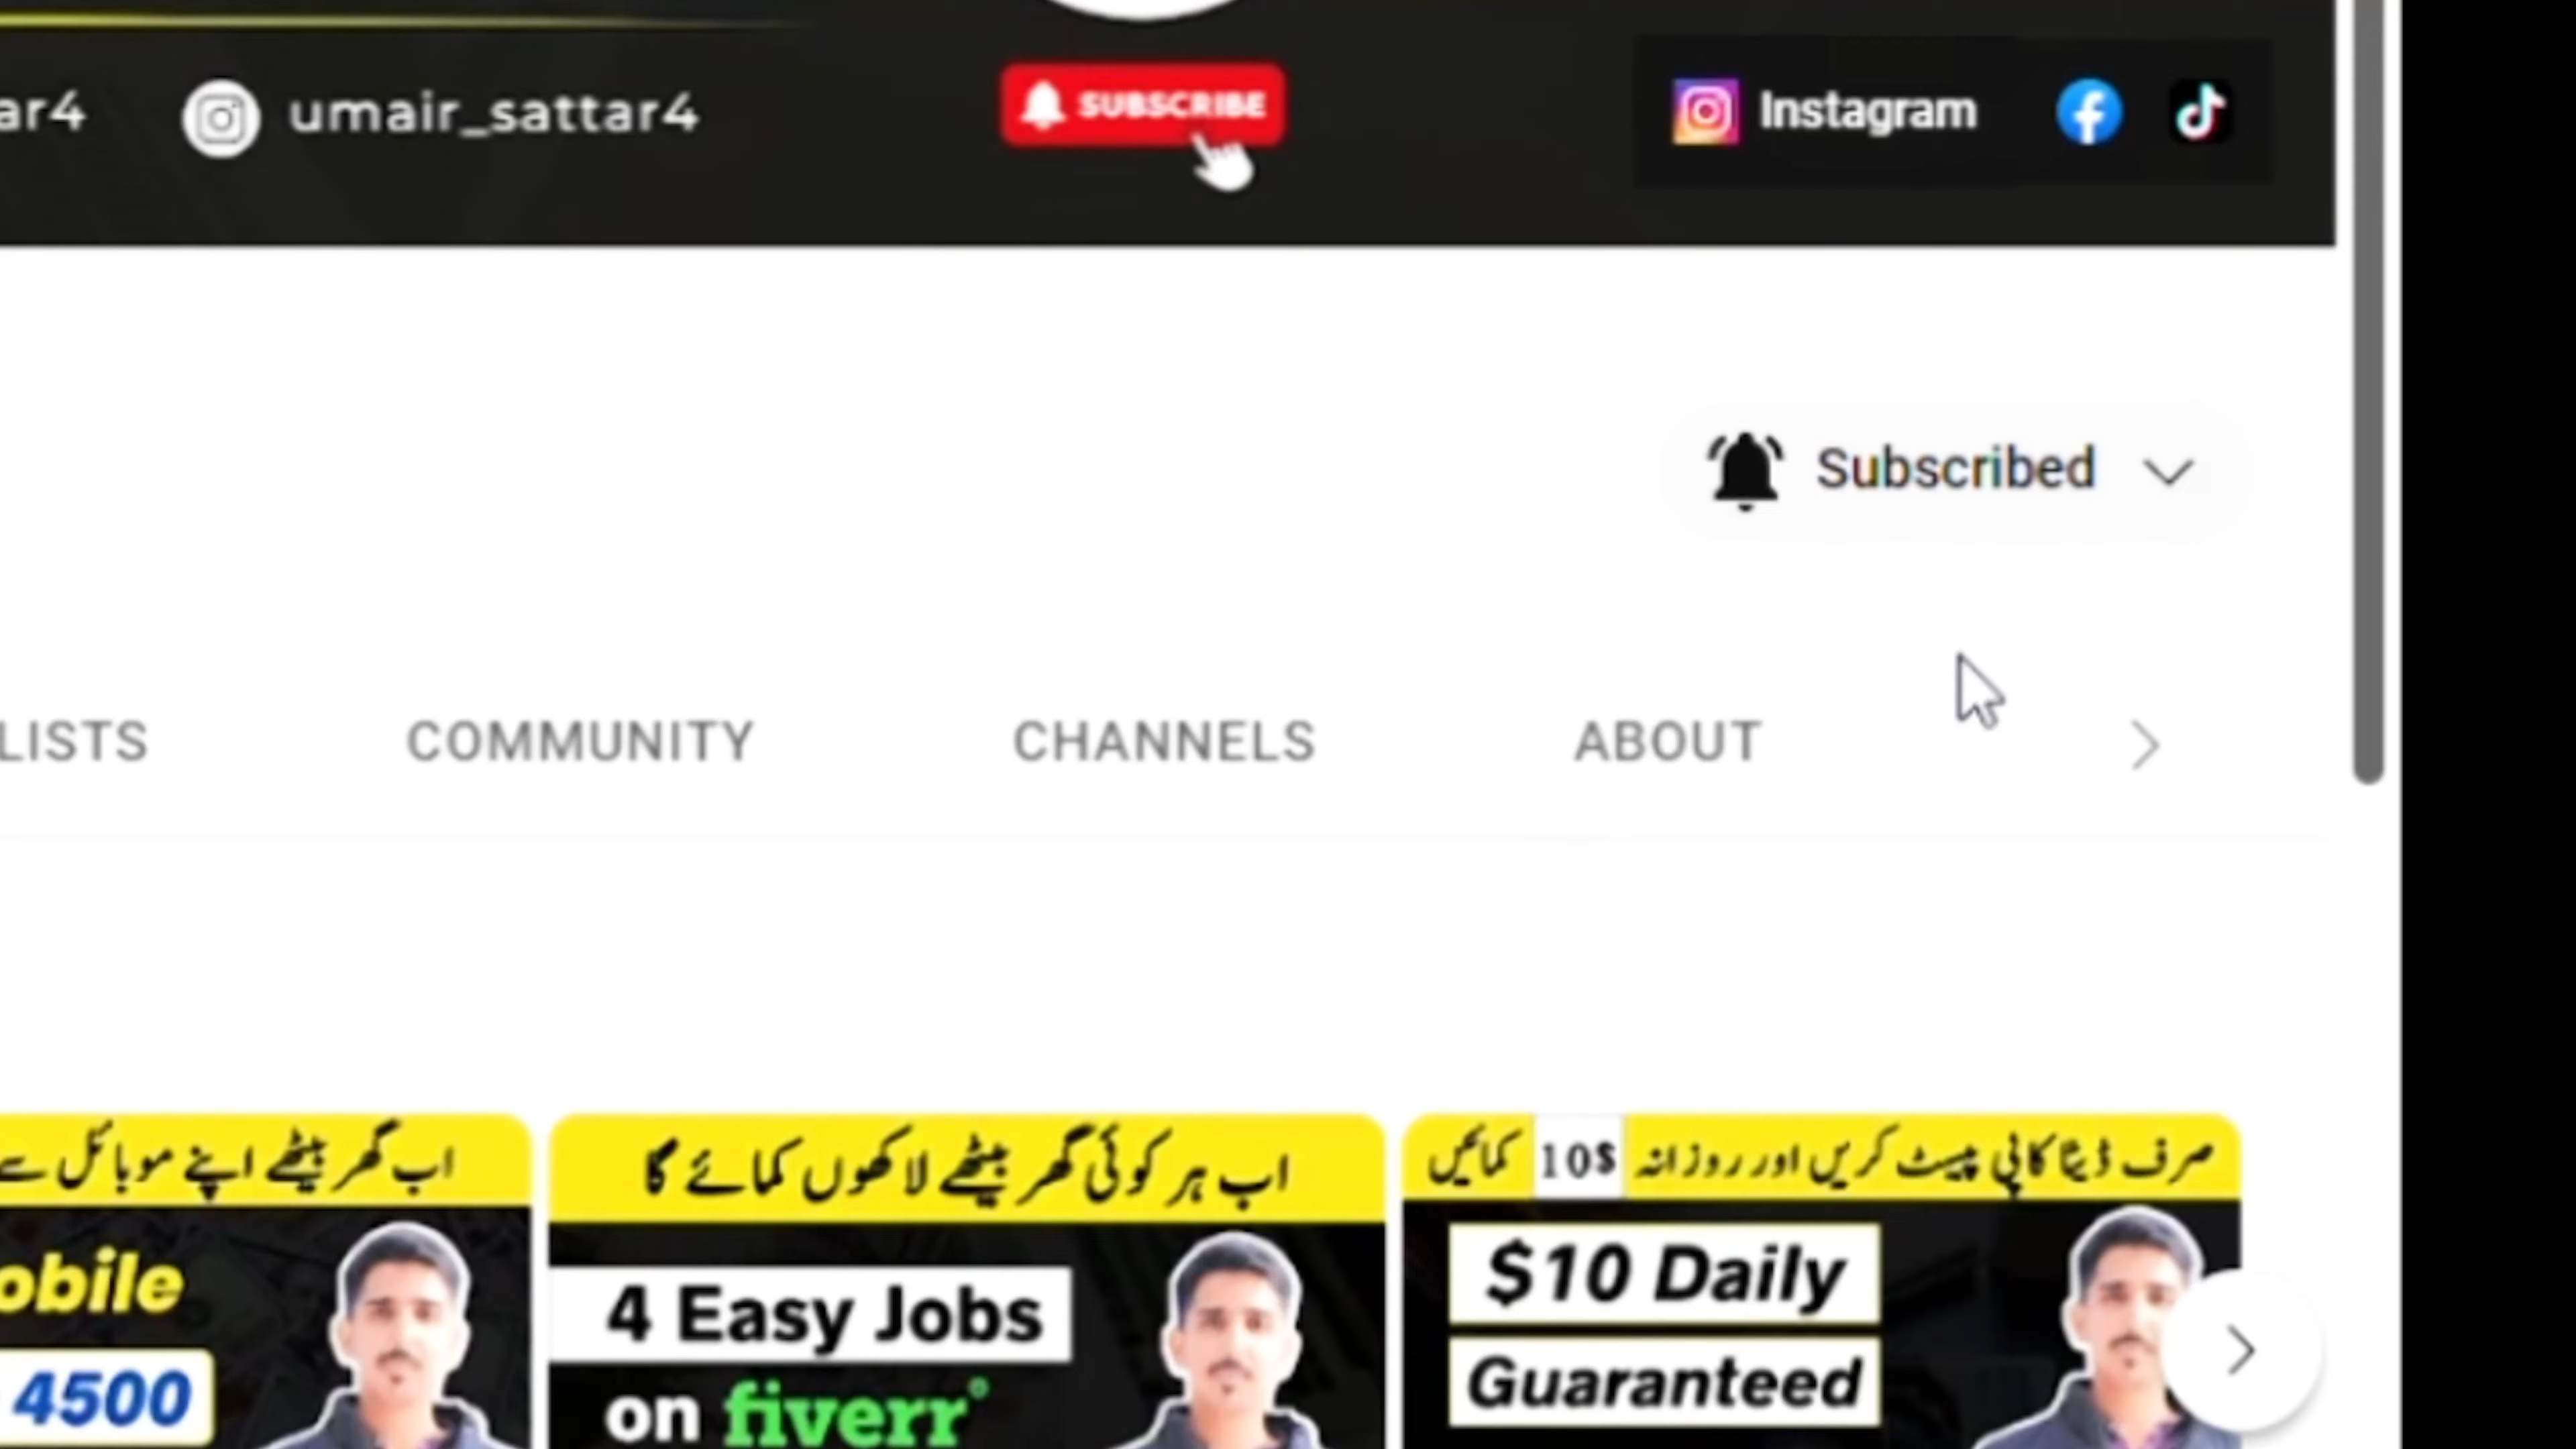 ar4 umair_sattar4 SUBSCRIBE Instagram
Subscribed
LISTS COMMUNITY CHANNELS ABOUT
اب گھر بیٹھے اپنے موبائل سے
obile
4500
اب ہر کوئی گھر بیٹھے لاکھوں کمائے گا
4 Easy Jobs
on fiverr
صرف ڈیٹا کاپی پیسٹ کریں اور روزانہ 10$ کمائیں
$10 Daily
Guaranteed